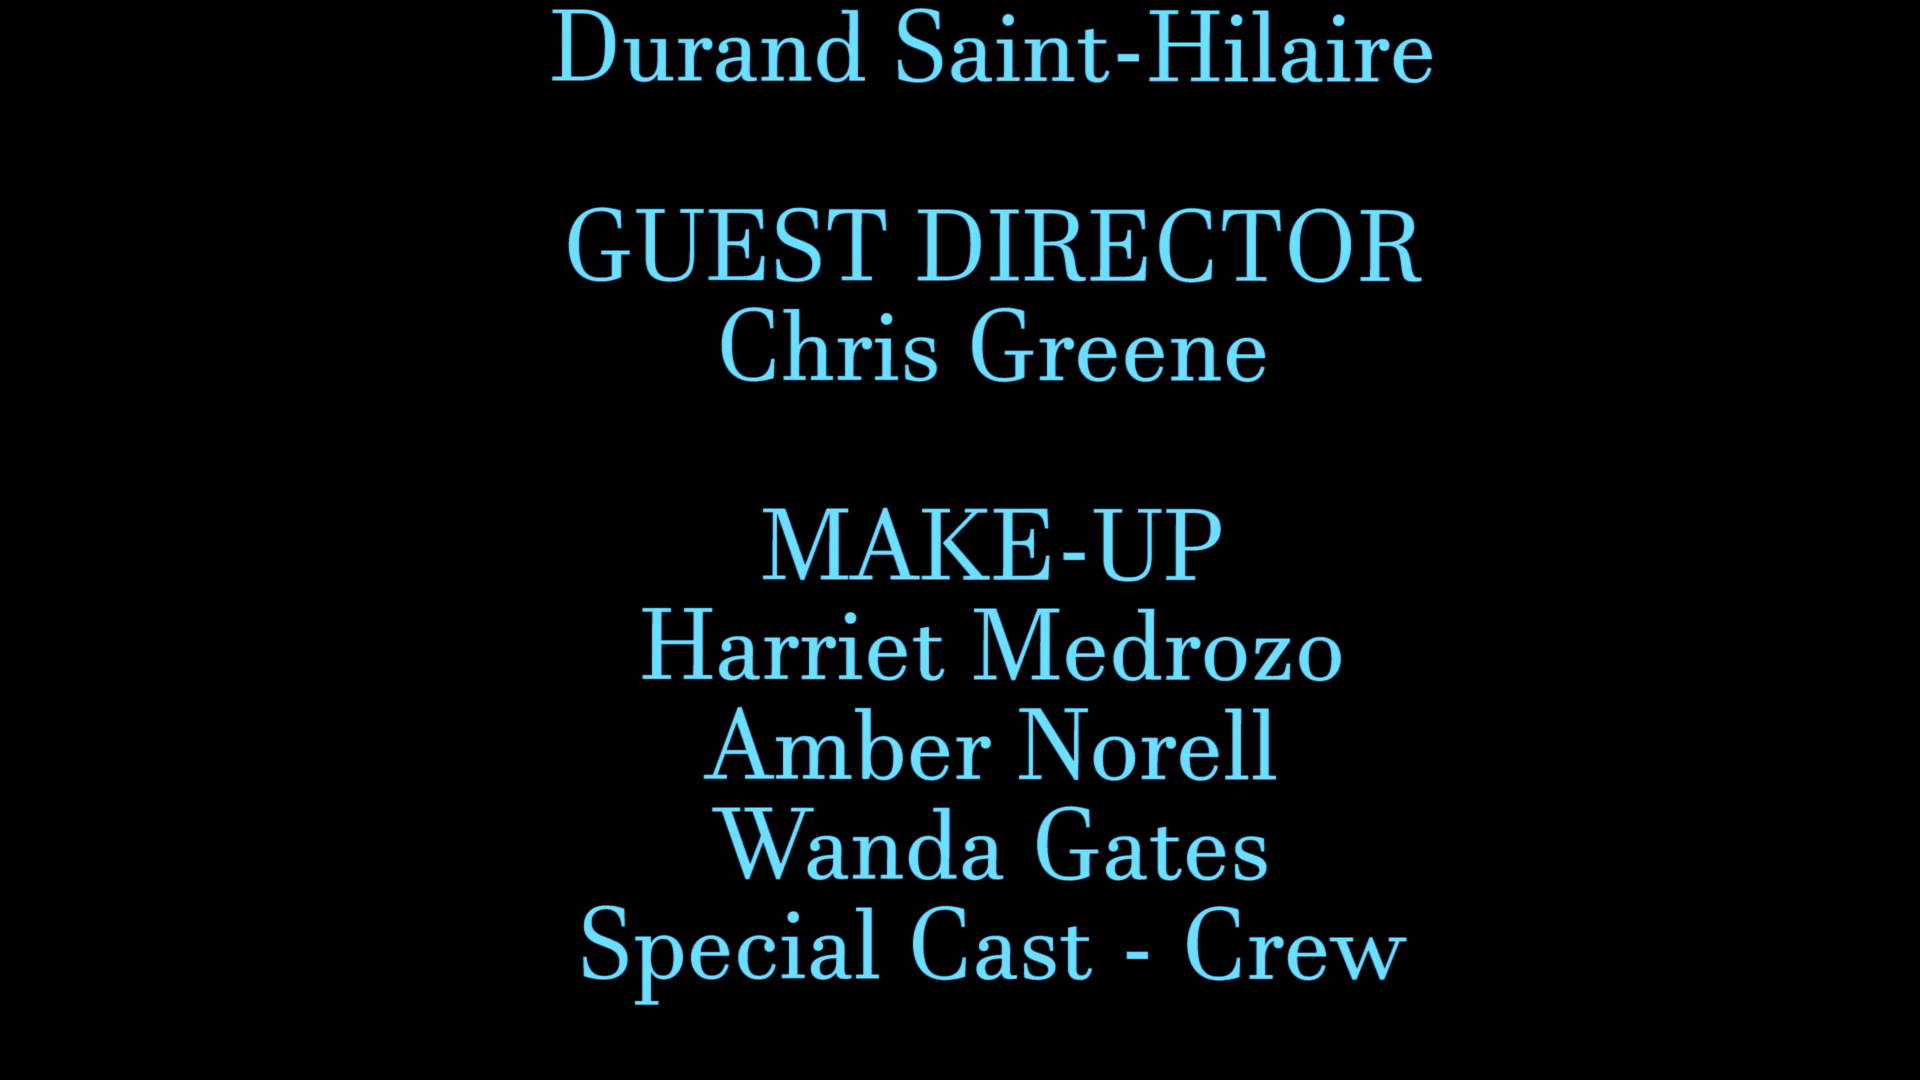 Durand Saint-Hilaire
GUEST DIRECTOR
Chris Greene
MAKE-UP
Harriet Medrozo
Amber Norell
Wanda Gates
Special Cast - Crew